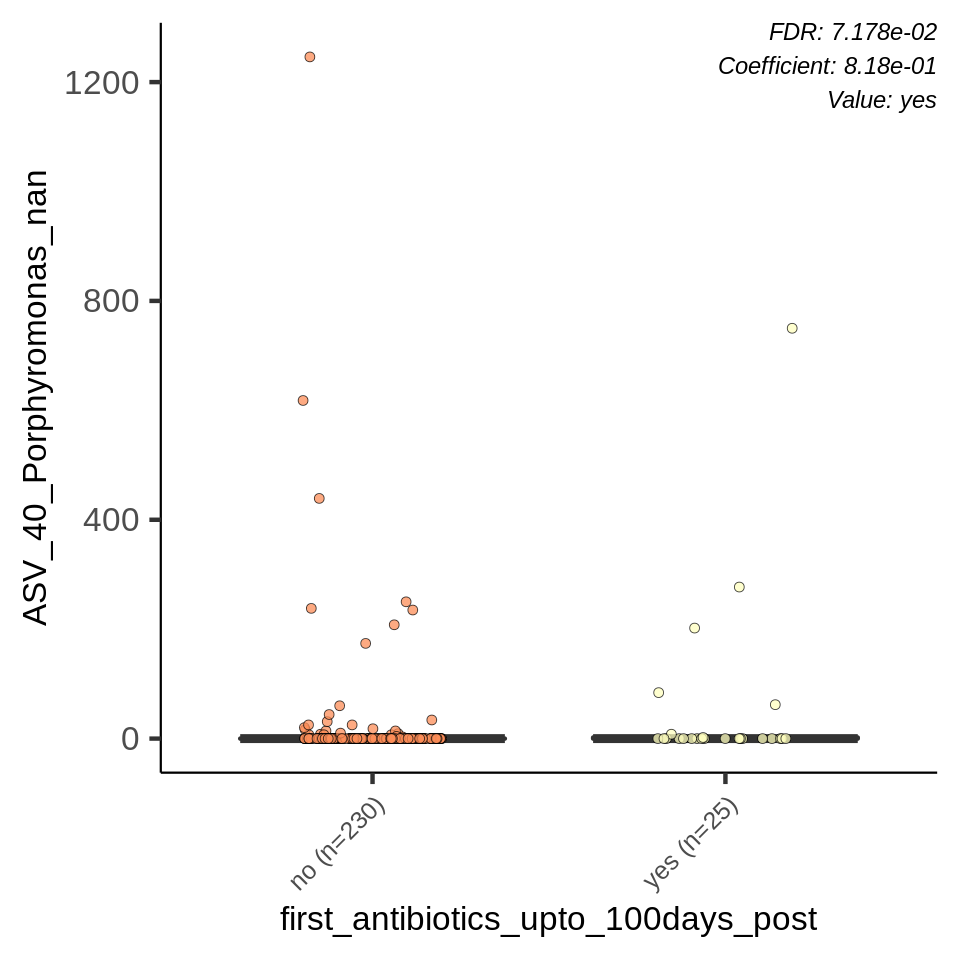 FDR: 7.178e-02
Coefficient: 8.18e-01
Value: yes
ASV_40_Porphyromonas_nan
1200
800
400
0
no (n=230)
yes (n=25)
first_antibiotics_upto_100days_post